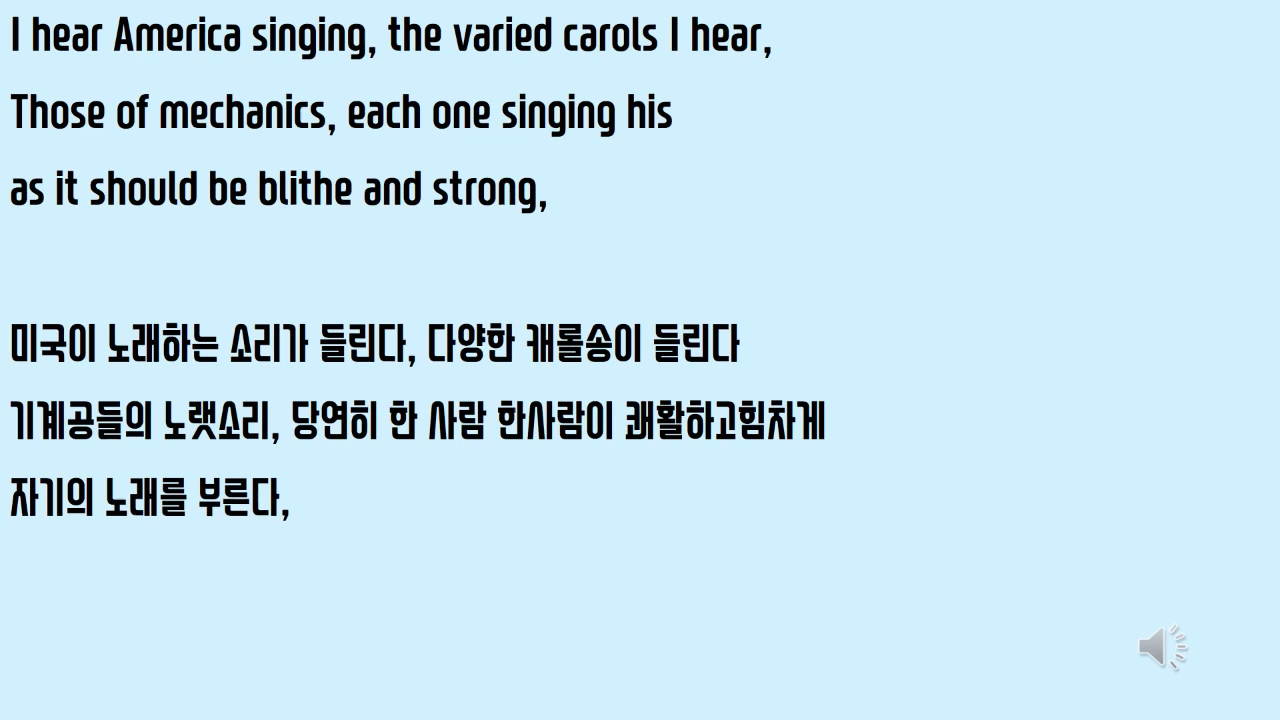 I hear America singing, the varied carols I hear,
Those of mechanics, each one singing his
as it should be blithe and strong,
미국이 노래하는 소리가 들린다, 다양한 캐롤송이 들린다
기계공들의 노랫소리, 당연히 한 사람 한사람이 쾌활하고힘차게
자기의 노래를 부른다,